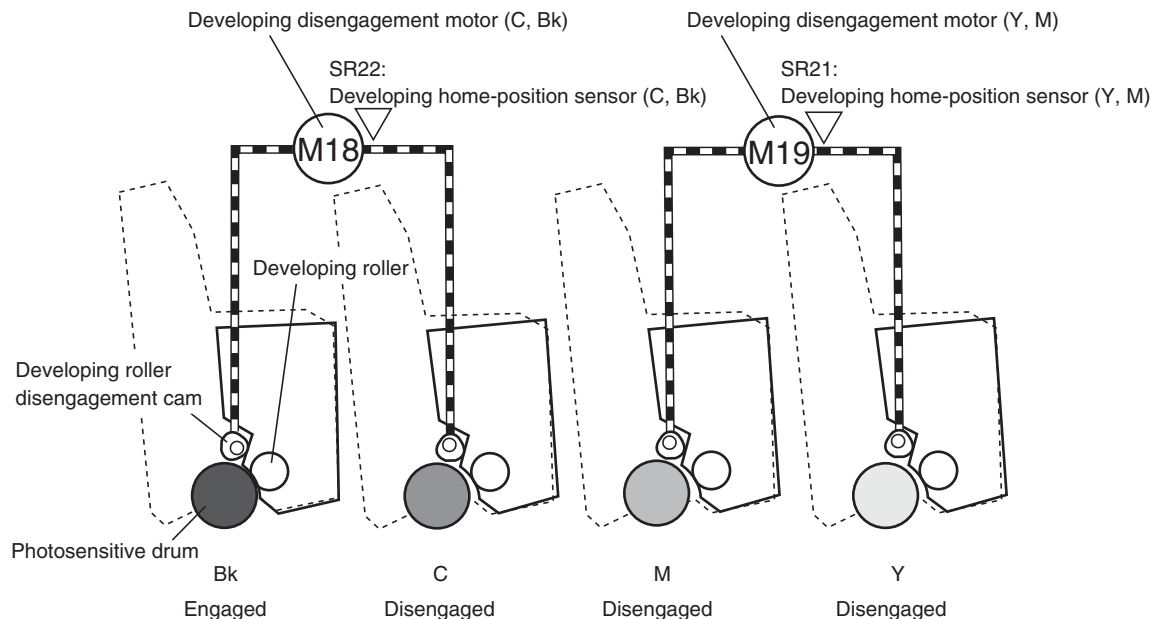 Developing disengagement motor (C, Bk)
Developing disengagement motor (Y, M)
SR22:
Developing home-position sensor (C, Bk)
SR21:
Developing home-position sensor (Y, M)
M18
M19
Developing roller
Developing roller
disengagement cam
Photosensitive drum
Bk
C
M
Y
Engaged
Disengaged
Disengaged
Disengaged